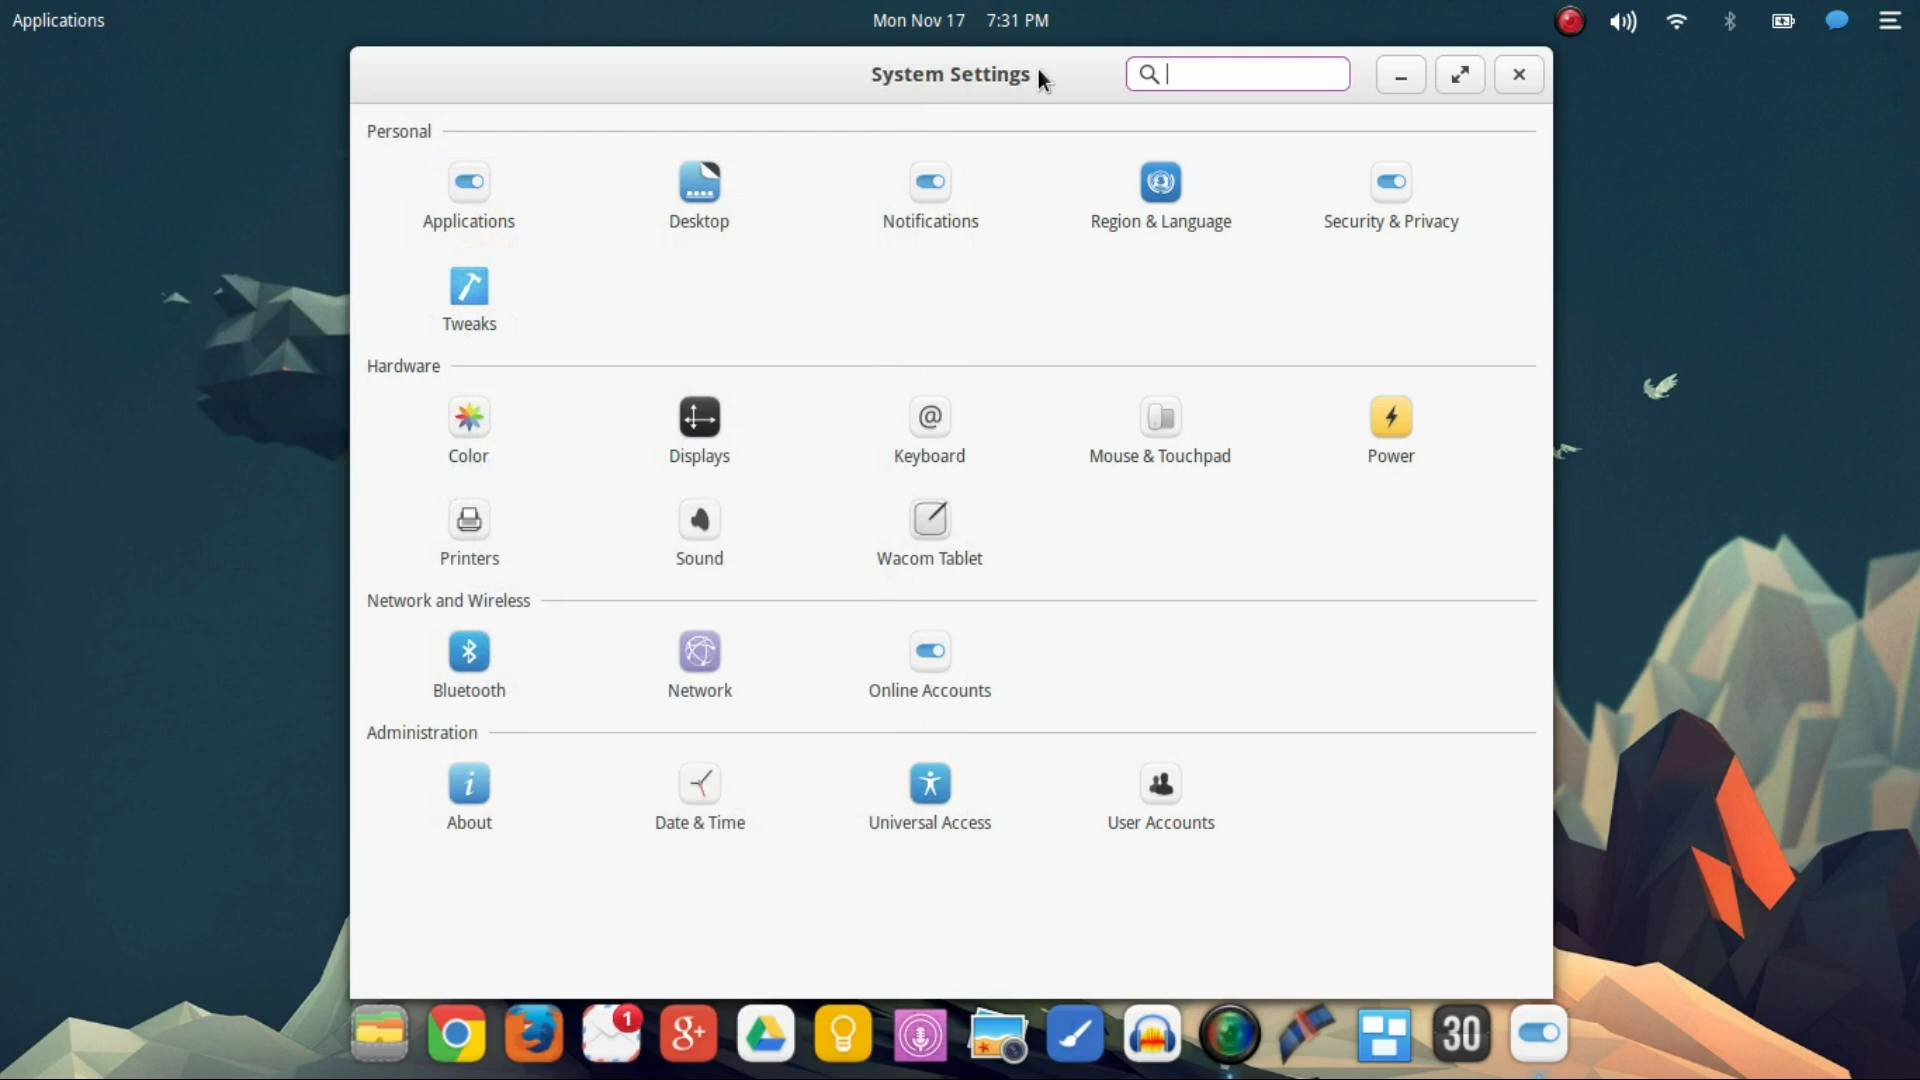 Applications
Mon Nov 17 7:31 PM
System Settings
Personal
Applications
Desktop
Notifications
Region & Language
Security & Privacy
Tweaks
Hardware
Color
Displays
Keyboard
Mouse & Touchpad
Power
Printers
Sound
Wacom Tablet
Network and Wireless
Bluetooth
Network
Online Accounts
Administration
About
Date & Time
Universal Access
User Accounts
1
g+
30